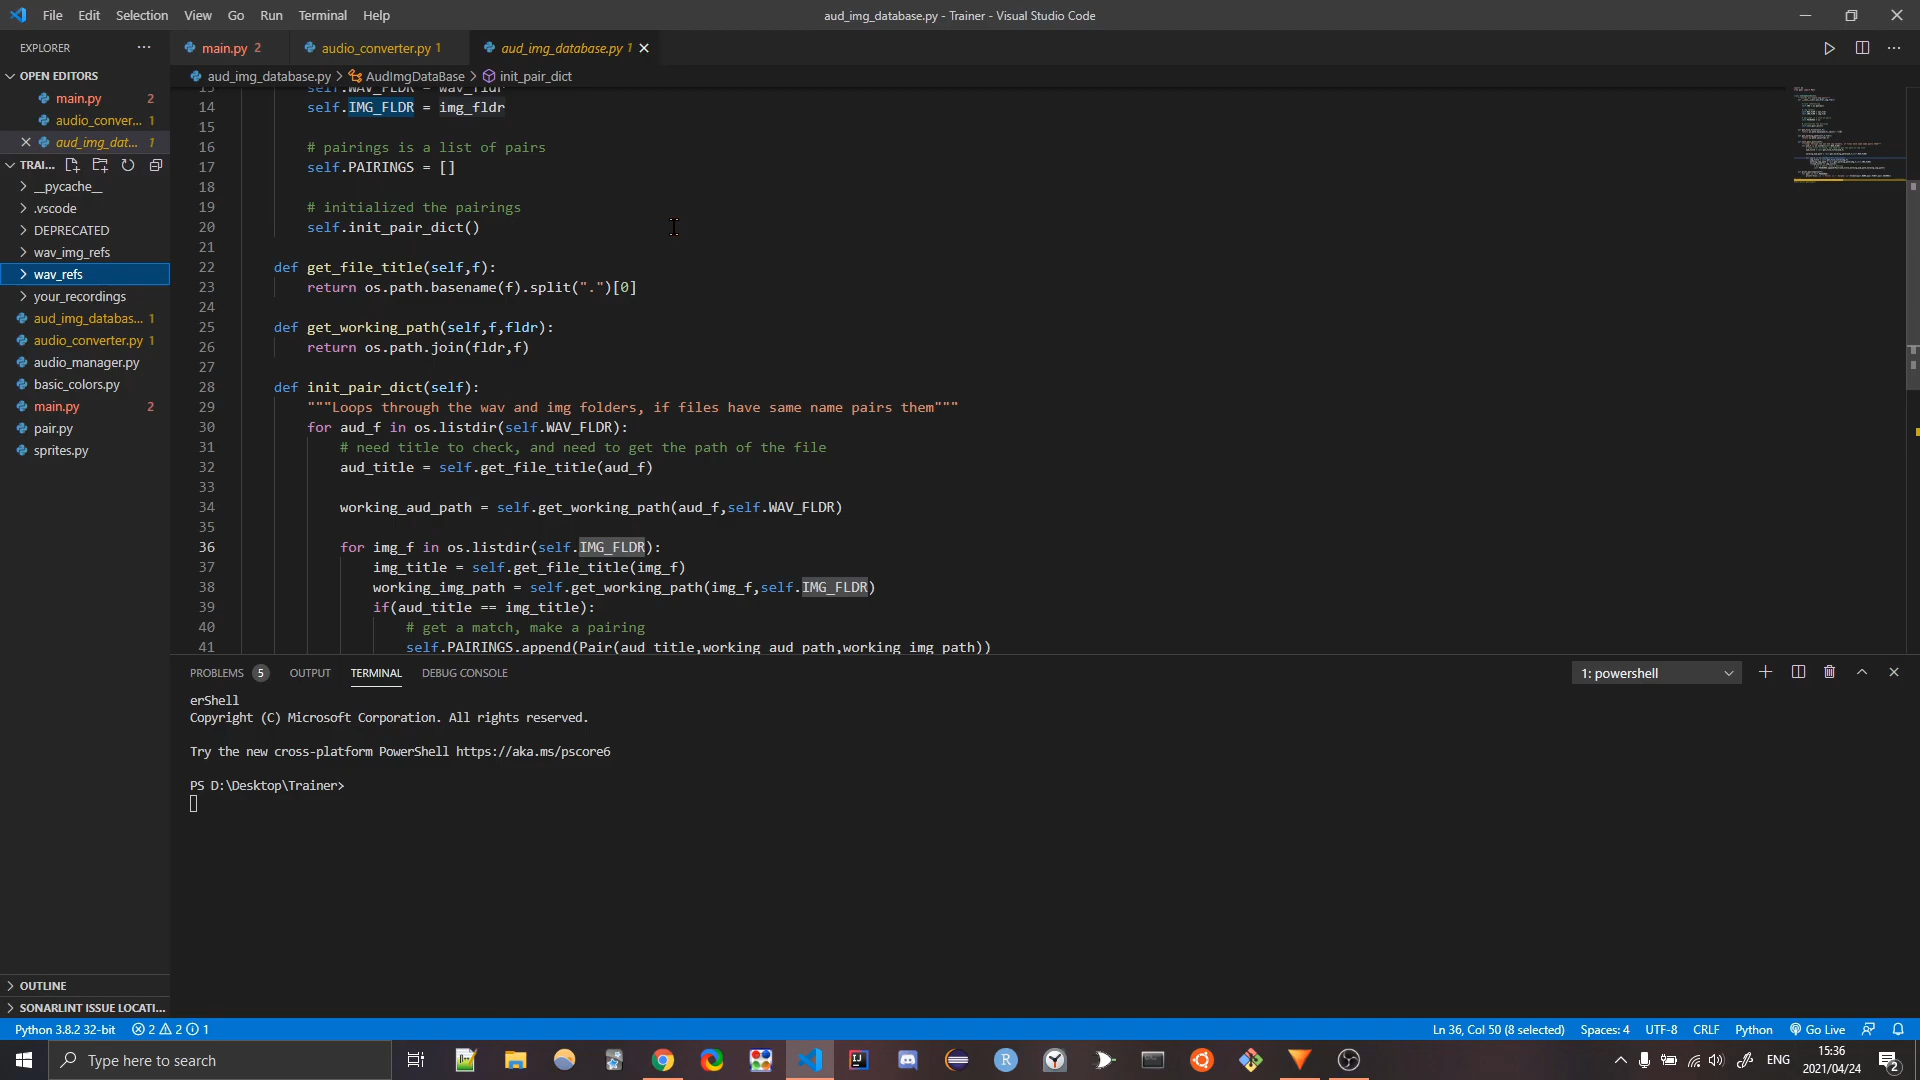 File Edit Selection View Go Run Terminal Help
aud_img_database.py - Trainer - Visual Studio Code
EXPLORER
main.py 2
audio_converter.py 1
aud_img_database.py 1
OPEN EDITORS
aud_img_database.py > AudImgDataBase > init_pair_dict
main.py 2
audio_conver... 1
aud_img_dat... 1
TRAI...
__pycache__
.vscode
DEPRECATED
wav_img_refs
wav_refs
your_recordings
aud_img_databas... 1
audio_converter.py 1
audio_manager.py
basic_colors.py
main.py 2
pair.py
sprites.py
OUTLINE
SONARLINT ISSUE LOCATI...
13 self.WAV_FLDR = wav_fldr
14 self.IMG_FLDR = img_fldr
15
16 # pairings is a list of pairs
17 self.PAIRINGS = []
18
19 # initialized the pairings
20 self.init_pair_dict()
21
22 def get_file_title(self,f):
23 return os.path.basename(f).split(".")[0]
24
25 def get_working_path(self,f,fldr):
26 return os.path.join(fldr,f)
27
28 def init_pair_dict(self):
29 """Loops through the wav and img folders, if files have same name pairs them"""
30 for aud_f in os.listdir(self.WAV_FLDR):
31 # need title to check, and need to get the path of the file
32 aud_title = self.get_file_title(aud_f)
33
34 working_aud_path = self.get_working_path(aud_f,self.WAV_FLDR)
35
36 for img_f in os.listdir(self.IMG_FLDR):
37 img_title = self.get_file_title(img_f)
38 working_img_path = self.get_working_path(img_f,self.IMG_FLDR)
39 if(aud_title == img_title):
40 # get a match, make a pairing
41 self.PAIRINGS.append(Pair(aud_title,working_aud_path,working_img_path))
PROBLEMS 5 OUTPUT TERMINAL DEBUG CONSOLE
1: powershell
erShell
Copyright (C) Microsoft Corporation. All rights reserved.
Try the new cross-platform PowerShell https://aka.ms/pscore6
PS D:\Desktop\Trainer>
Python 3.8.2 32-bit 2 2 1
Ln 36, Col 50 (8 selected) Spaces: 4 UTF-8 CRLF Python Go Live
Type here to search
ENG
15:36
2021/04/24
2